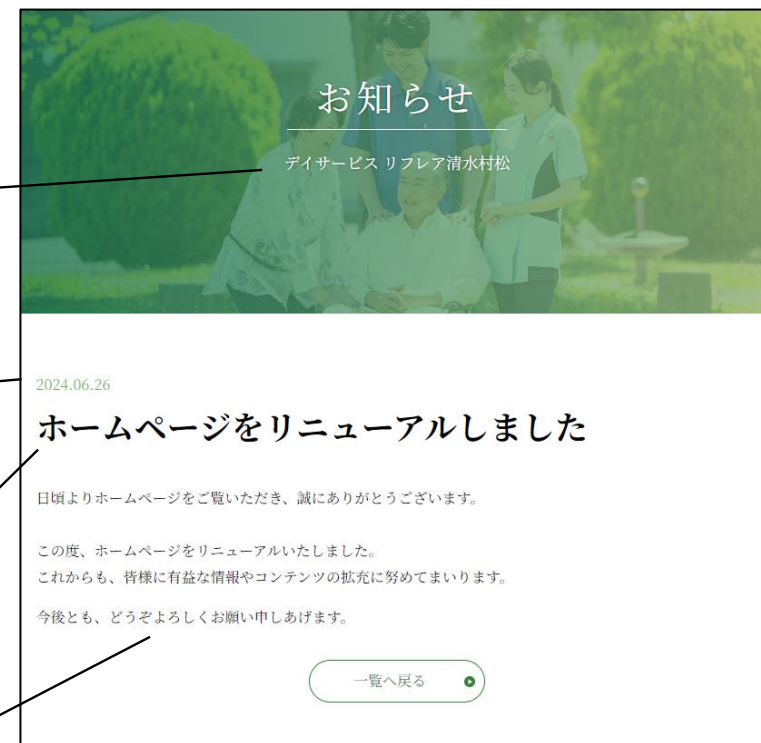 お知らせ
デイサービス リフレア清水村松
2024.06.26
ホームページをリニューアルしました
日頃よりホームページをご覧いただき、誠にありがとうございます。
この度、ホームページをリニューアルいたしました。
これからも、皆様に有益な情報やコンテンツの拡充に努めてまいります。
今後とも、どうぞよろしくお願い申しあげます。
一覧へ戻る